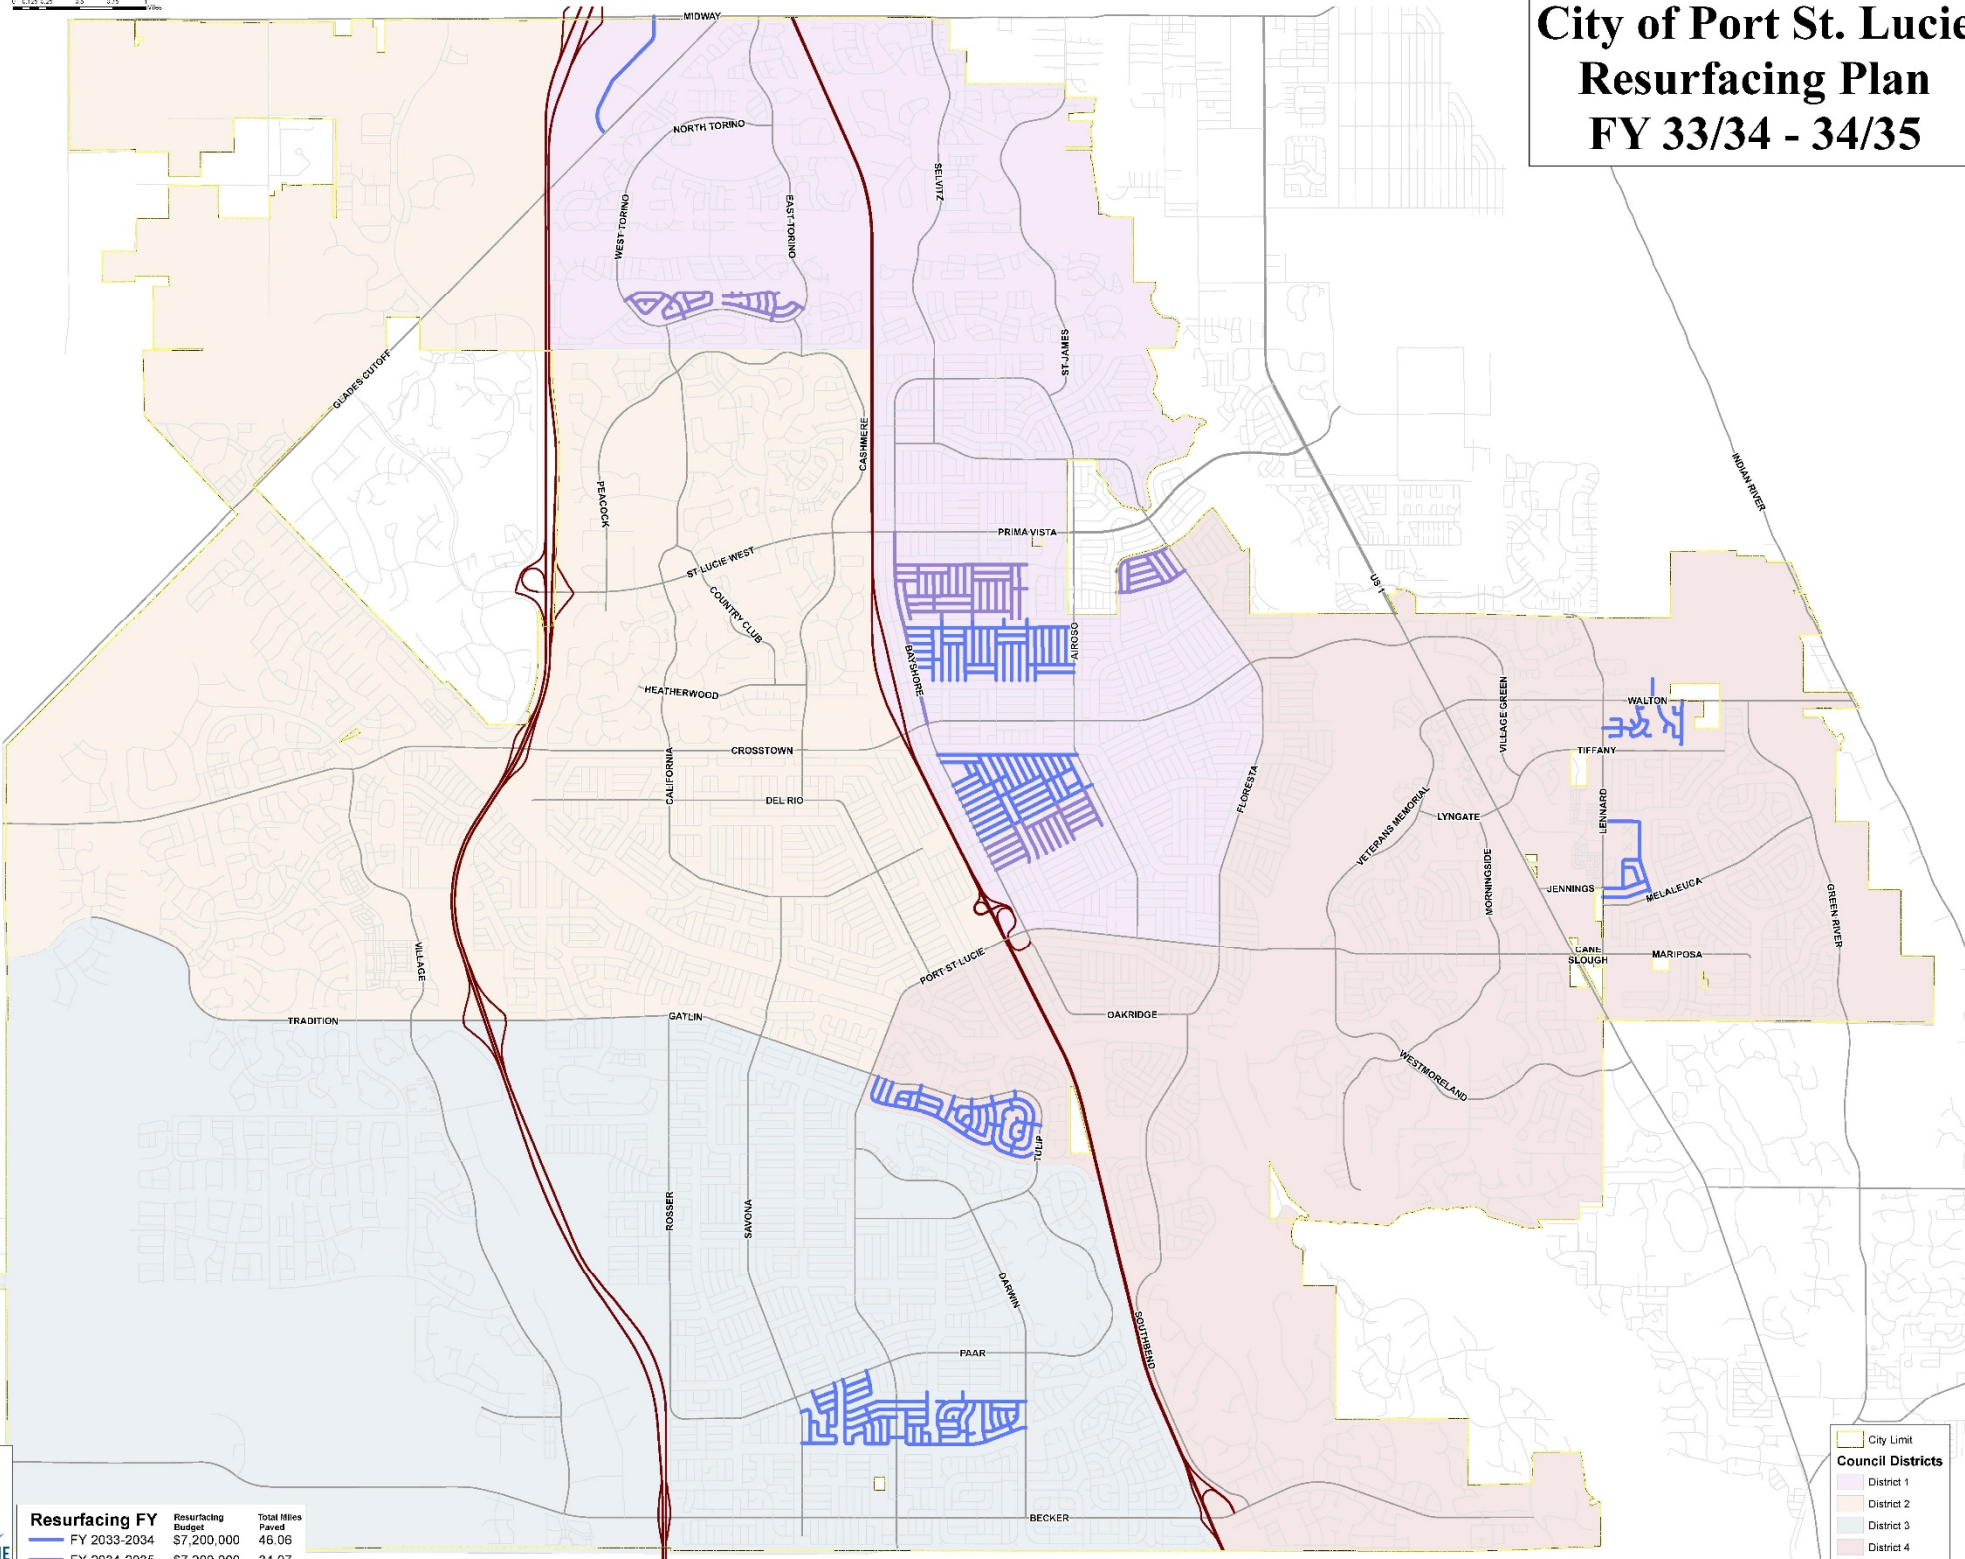 City of Port St. Lucie
Resurfacing Plan
FY 33/34 - 34/35
MIDWAY
NORTH TORINO
SELVITZ
WEST TORINO
EAST TORINO
ST JAMES
GLADES CUTOFF
CASHMERE
INDIAN RIVER
PEACOCK
PRIMA VISTA
ST LUCIE WEST
US 1
COUNTRY CLUB
AIROSO
BAYSHORE
HEATHERWOOD
VILLAGE GREEN
WALTON
CROSSTOWN
TIFFANY
CALIFORNIA
DEL RIO
FLORESTA
LENNARD
VETERANS MEMORIAL
LYNGATE
MORNINGSIDE
JENNINGS
MELALEUCA
GREEN RIVER
VILLAGE
PORT ST LUCIE
CANE
SLOUGH
MARIPOSA
TRADITION
GATLIN
OAKRIDGE
WESTMORELAND
TULIP
ROSSER
SAVONA
DARWIN
SOUTHBEND
PAAR
BECKER
City Limit
Council Districts
District 1
District 2
District 3
District 4
Resurfacing FY Resurfacing Budget Total Miles Paved
FY 2033-2034 $7,200,000 46.06